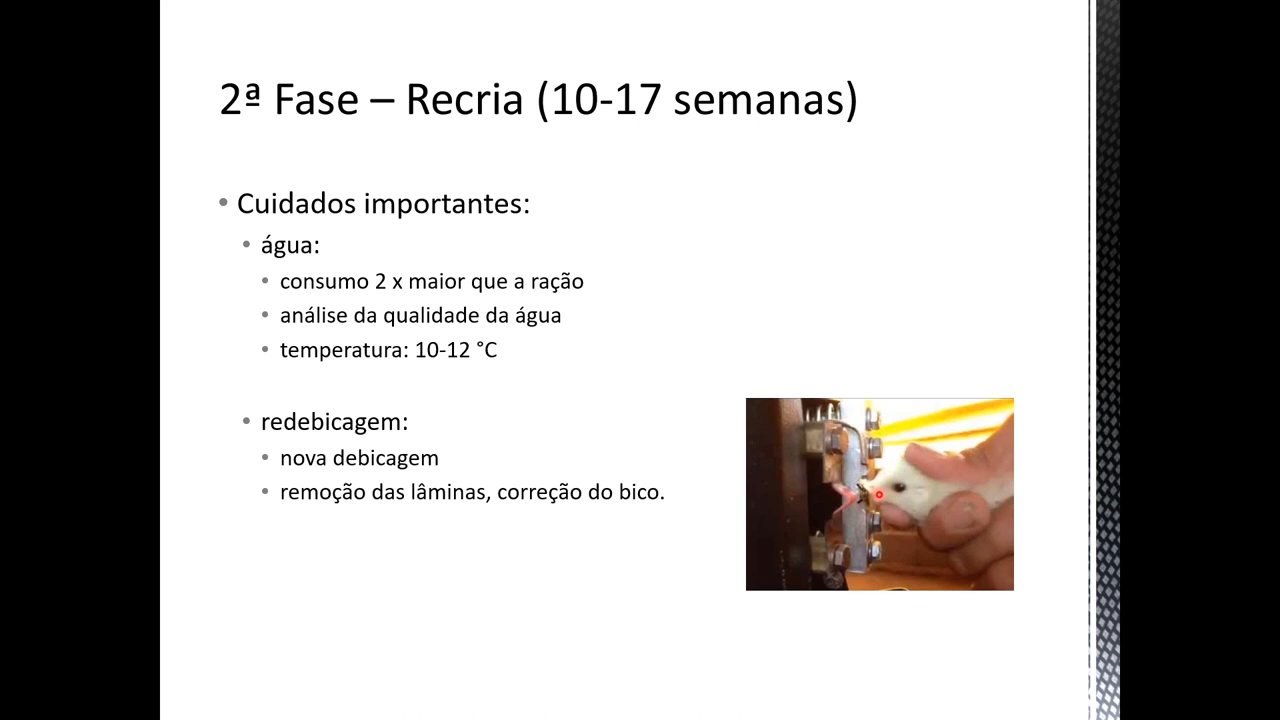 2ª Fase – Recria (10-17 semanas)
• Cuidados importantes:
• água:
• consumo 2 x maior que a ração
• análise da qualidade da água
• temperatura: 10-12 °C
• redebicagem:
• nova debicagem
• remoção das lâminas, correção do bico.